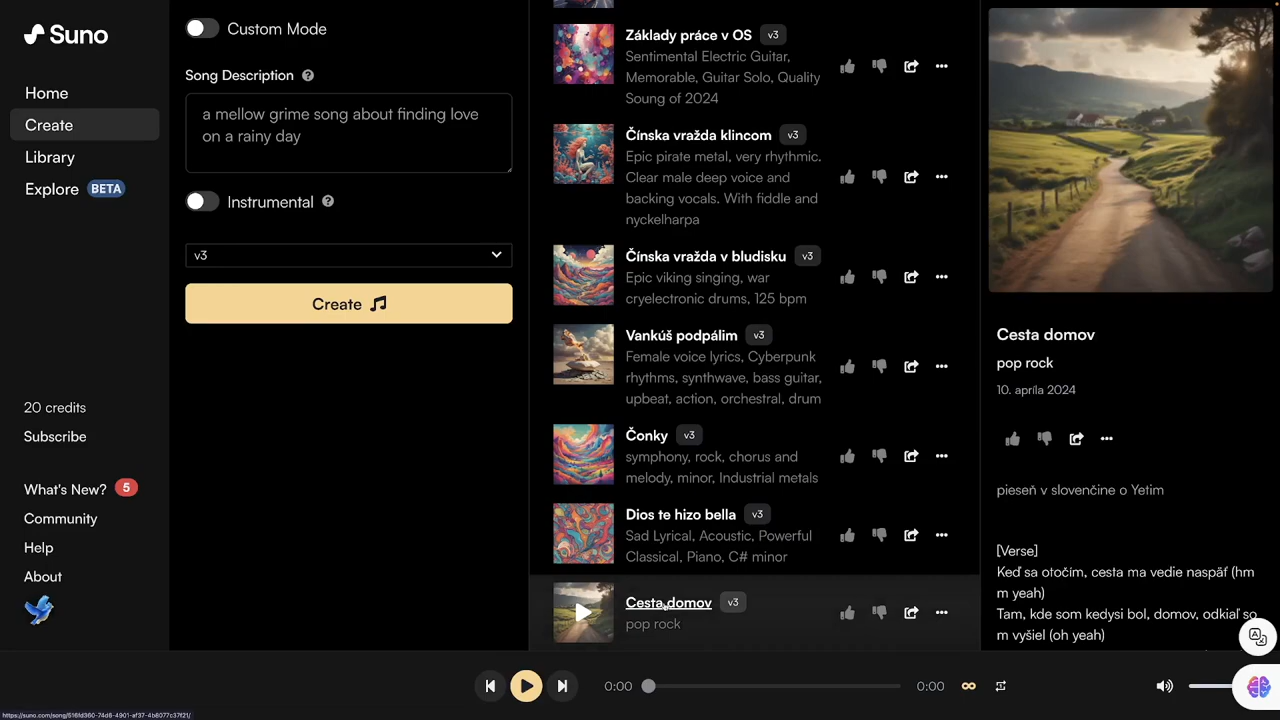 Suno
Home
Create
Library
Explore BETA
20 credits
Subscribe
What's New? 5
Community
Help
About
Custom Mode
Song Description
a mellow grime song about finding love
on a rainy day
Instrumental
v3
Create
Základy práce v OS v3
Sentimental Electric Guitar,
Memorable, Guitar Solo, Quality
Soung of 2024
Čínska vražda klincom v3
Epic pirate metal, very rhythmic.
Clear male deep voice and
backing vocals. With fiddle and
nyckelharpa
Čínska vražda v bludisku v3
Epic viking singing, war
cryelectronic drums, 125 bpm
Vankúš podpálim v3
Female voice lyrics, Cyberpunk
rhythms, synthwave, bass guitar,
upbeat, action, orchestral, drum
Čonky v3
symphony, rock, chorus and
melody, minor, Industrial metals
Dios te hizo bella v3
Sad Lyrical, Acoustic, Powerful
Classical, Piano, C# minor
Cesta domov v3
pop rock
Cesta domov
pop rock
10. apríla 2024
pieseň v slovenčine o Yetim
[Verse]
Keď sa otočím, cesta ma vedie naspäť (hm
m yeah)
Tam, kde som kedysi bol, domov, odkiaľ so
m vyšiel (oh yeah)
0:00
0:00